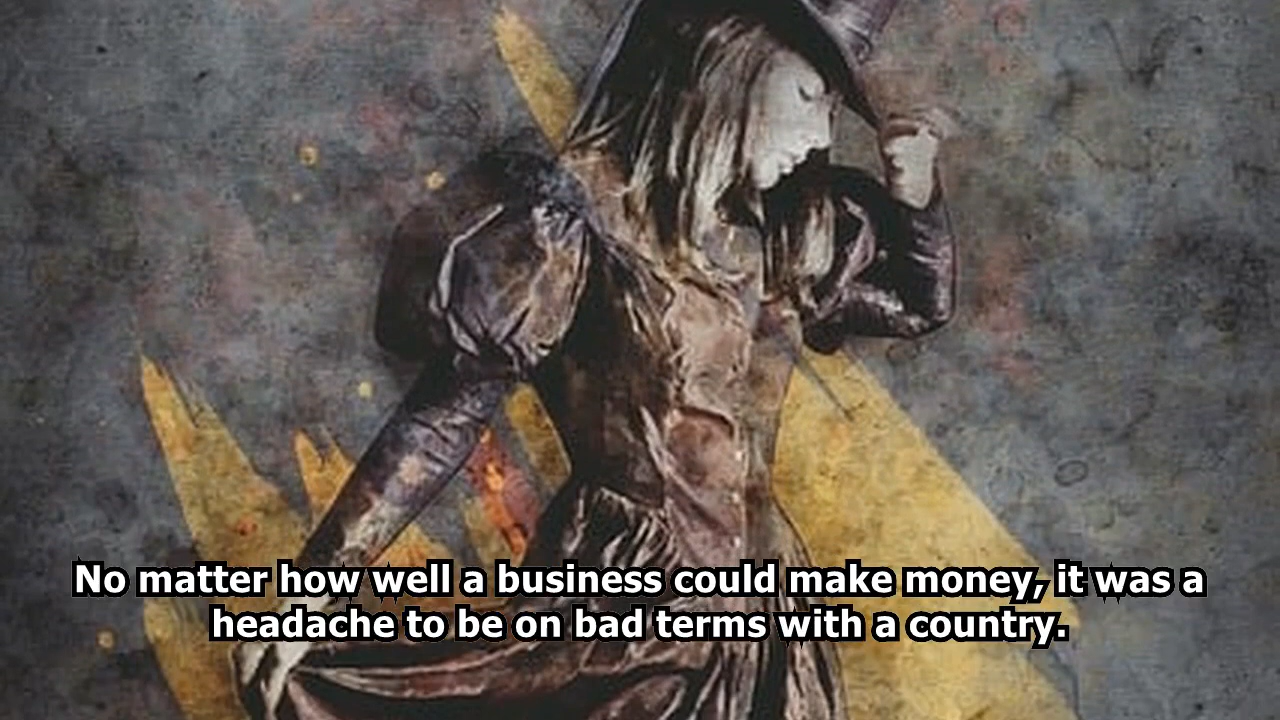 No matter how well a business could make money, it was a
headache to be on bad terms with a country.